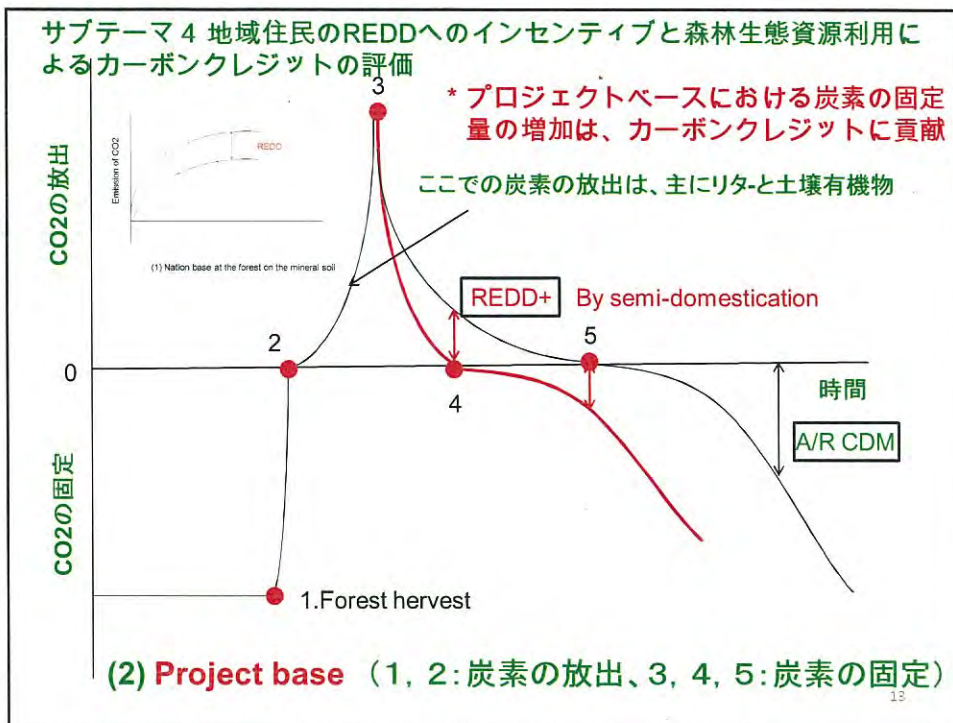 サブテーマ４ 地域住民のREDDへのインセンティブと森林生態資源利用に
よるカーボンクレジットの評価
3
* プロジェクトベースにおける炭素の固定
量の増加は、カーボンクレジットに貢献
CO2の放出
Emission of CO2
REDD
ここでの炭素の放出は、主にリタ-と土壌有機物
(1) Nation base at the forest on the mineral soil
REDD+ By semi-domestication
2
5
0
4
時間
A/R CDM
CO2の固定
1.Forest hervest
(2) Project base （1, 2:炭素の放出、3, 4, 5:炭素の固定）
13